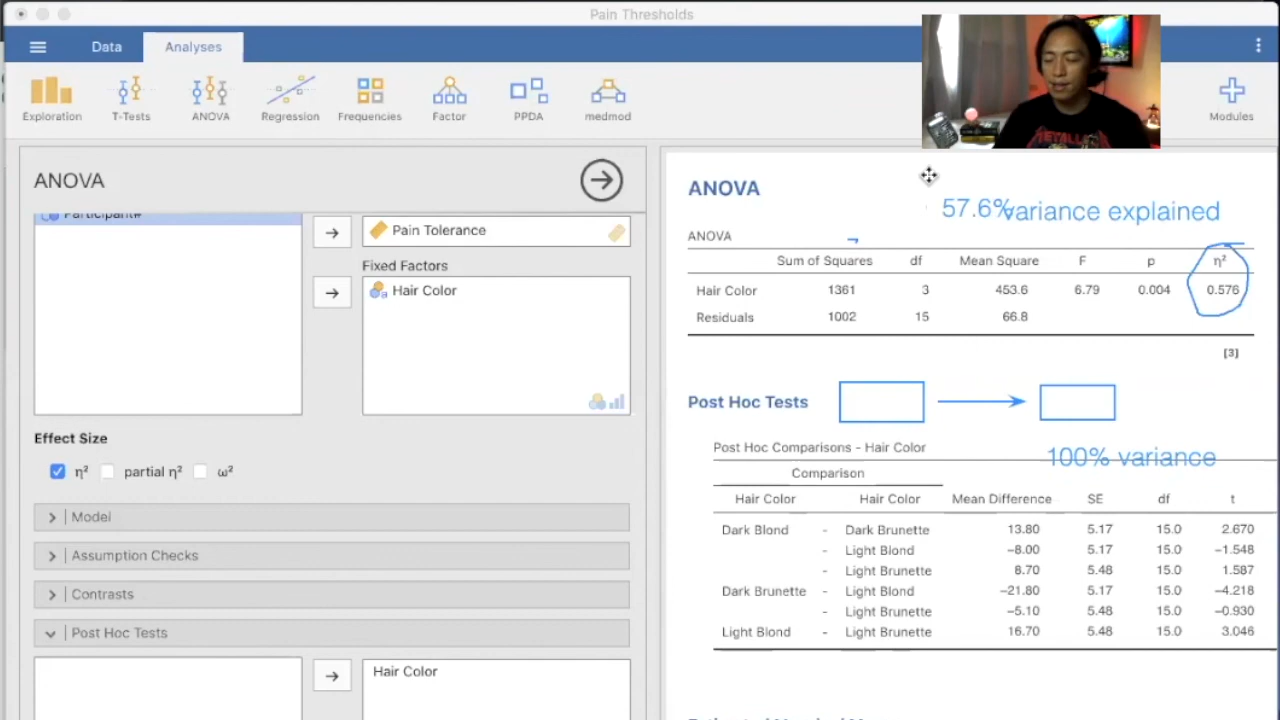 Pain Thresholds
Data Analyses
Exploration T-Tests ANOVA Regression Frequencies Factor PPDA medmod Modules
METALLICA
ANOVA
Participant#
Pain Tolerance
Fixed Factors
Hair Color
Effect Size
η² partial η² ω²
Model
Assumption Checks
Contrasts
Post Hoc Tests
Hair Color
ANOVA
57.6% variance explained
ANOVA
Sum of Squares df Mean Square F p η²
Hair Color 1361 3 453.6 6.79 0.004 0.576
Residuals 1002 15 66.8
[3]
Post Hoc Tests
100% variance
Post Hoc Comparisons - Hair Color
Comparison
Hair Color Hair Color Mean Difference SE df t
Dark Blond - Dark Brunette 13.80 5.17 15.0 2.670
- Light Blond −8.00 5.17 15.0 −1.548
- Light Brunette 8.70 5.48 15.0 1.587
Dark Brunette - Light Blond −21.80 5.17 15.0 −4.218
- Light Brunette −5.10 5.48 15.0 −0.930
Light Blond - Light Brunette 16.70 5.48 15.0 3.046